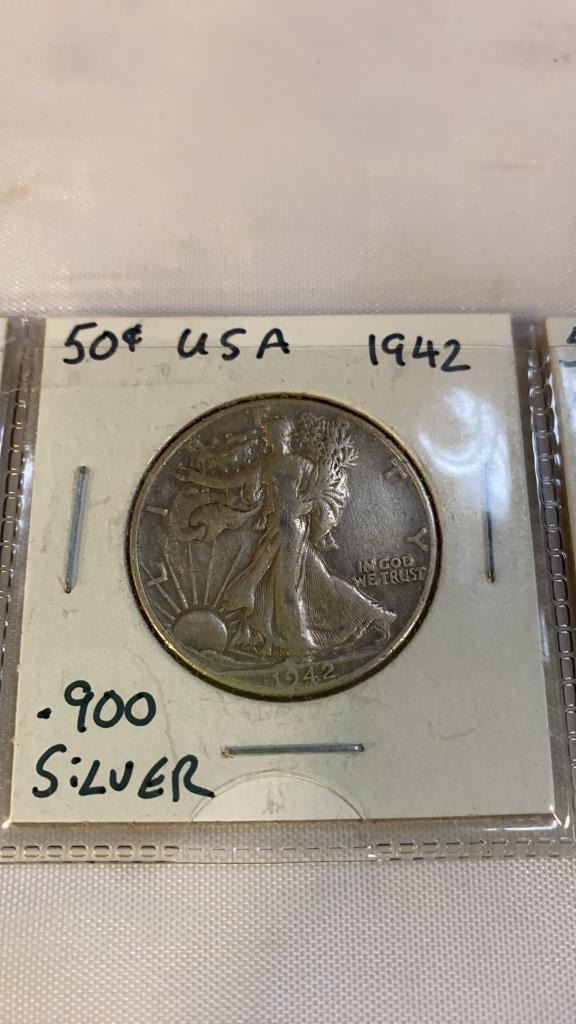 50¢ USA 1942
LIBERTY
IN GOD
WE TRUST
1942
.900
SILVER